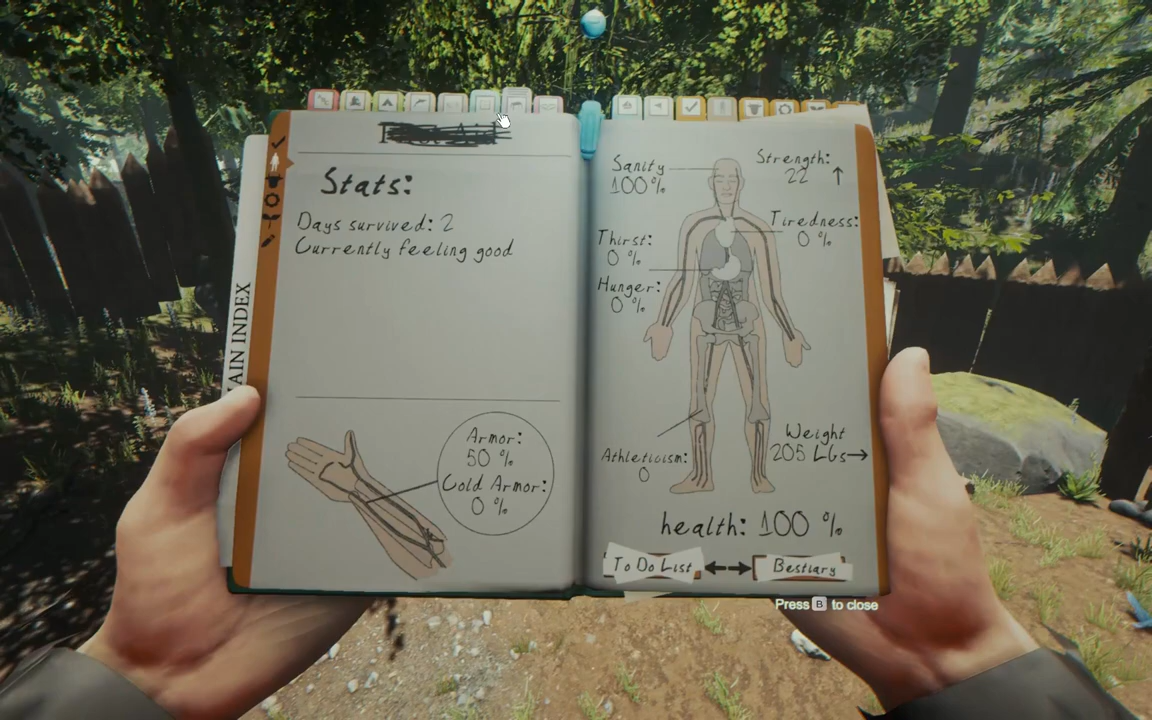 Stats:
Days survived: 2
Currently feeling good
AIN INDEX
Armor:
50 %
Cold Armor:
0 %
Sanity
100%
Strength:
22
Thirst:
0 %
Tiredness:
0 %
Hunger:
0 %
Athleticism:
0
Weight
205 Lbs
health: 100 %
To Do List
Bestiary
Press B to close